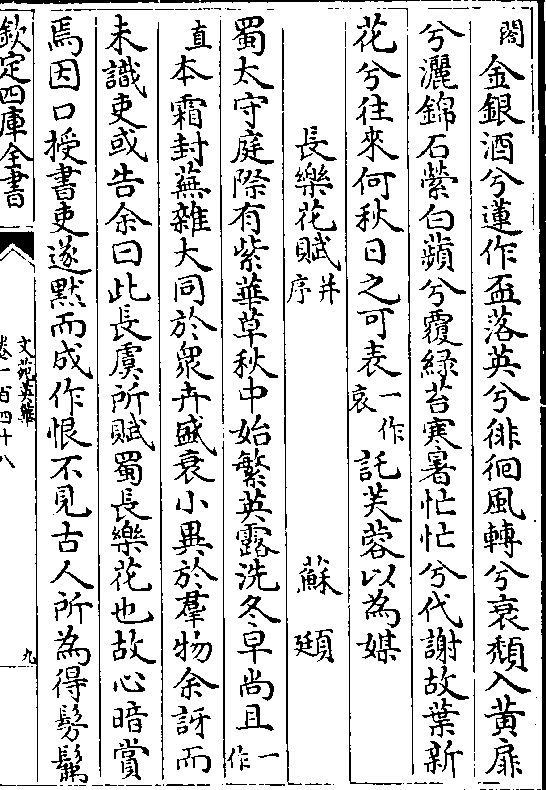 閣金銀酒兮蓮作盃落英兮徘徊風轉兮衰頽入黄扉
兮灑錦石縈白蘋兮覆緑苔寒暑忙忙兮代謝故葉新
花兮往來何秋日之可表一作哀託芙蓉以為媒
長樂花賦并序 蘇頲
蜀太守庭際有紫華草秋中始繁英露洗冬早尚且一作
直本霜封蕪雜大同於衆卉盛衰小異於羣物余訝而
未識吏或告余曰此長虞所賦蜀長樂花也故心暗賞
焉因口授書吏遂默而成作恨不見古人所為得髣髴
欽定四庫全書
文苑英華
卷一百四十八
九